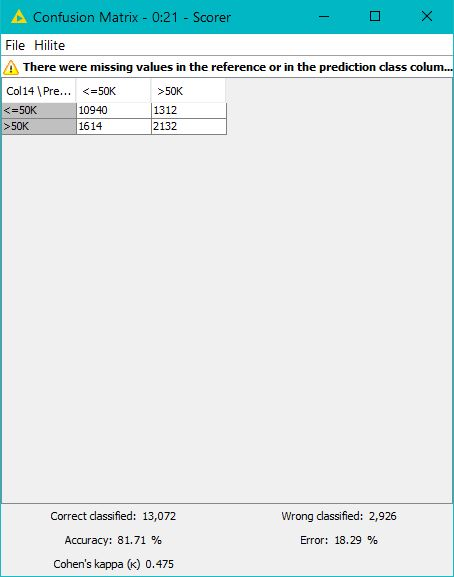 Confusion Matrix - 0:21 - Scorer
File Hilite
There were missing values in the reference or in the prediction class colum...
Col14 \ Pre... <=50K >50K
<=50K 10940 1312
>50K 1614 2132
Correct classified: 13,072 Wrong classified: 2,926
Accuracy: 81.71 % Error: 18.29 %
Cohen's kappa (κ) 0.475